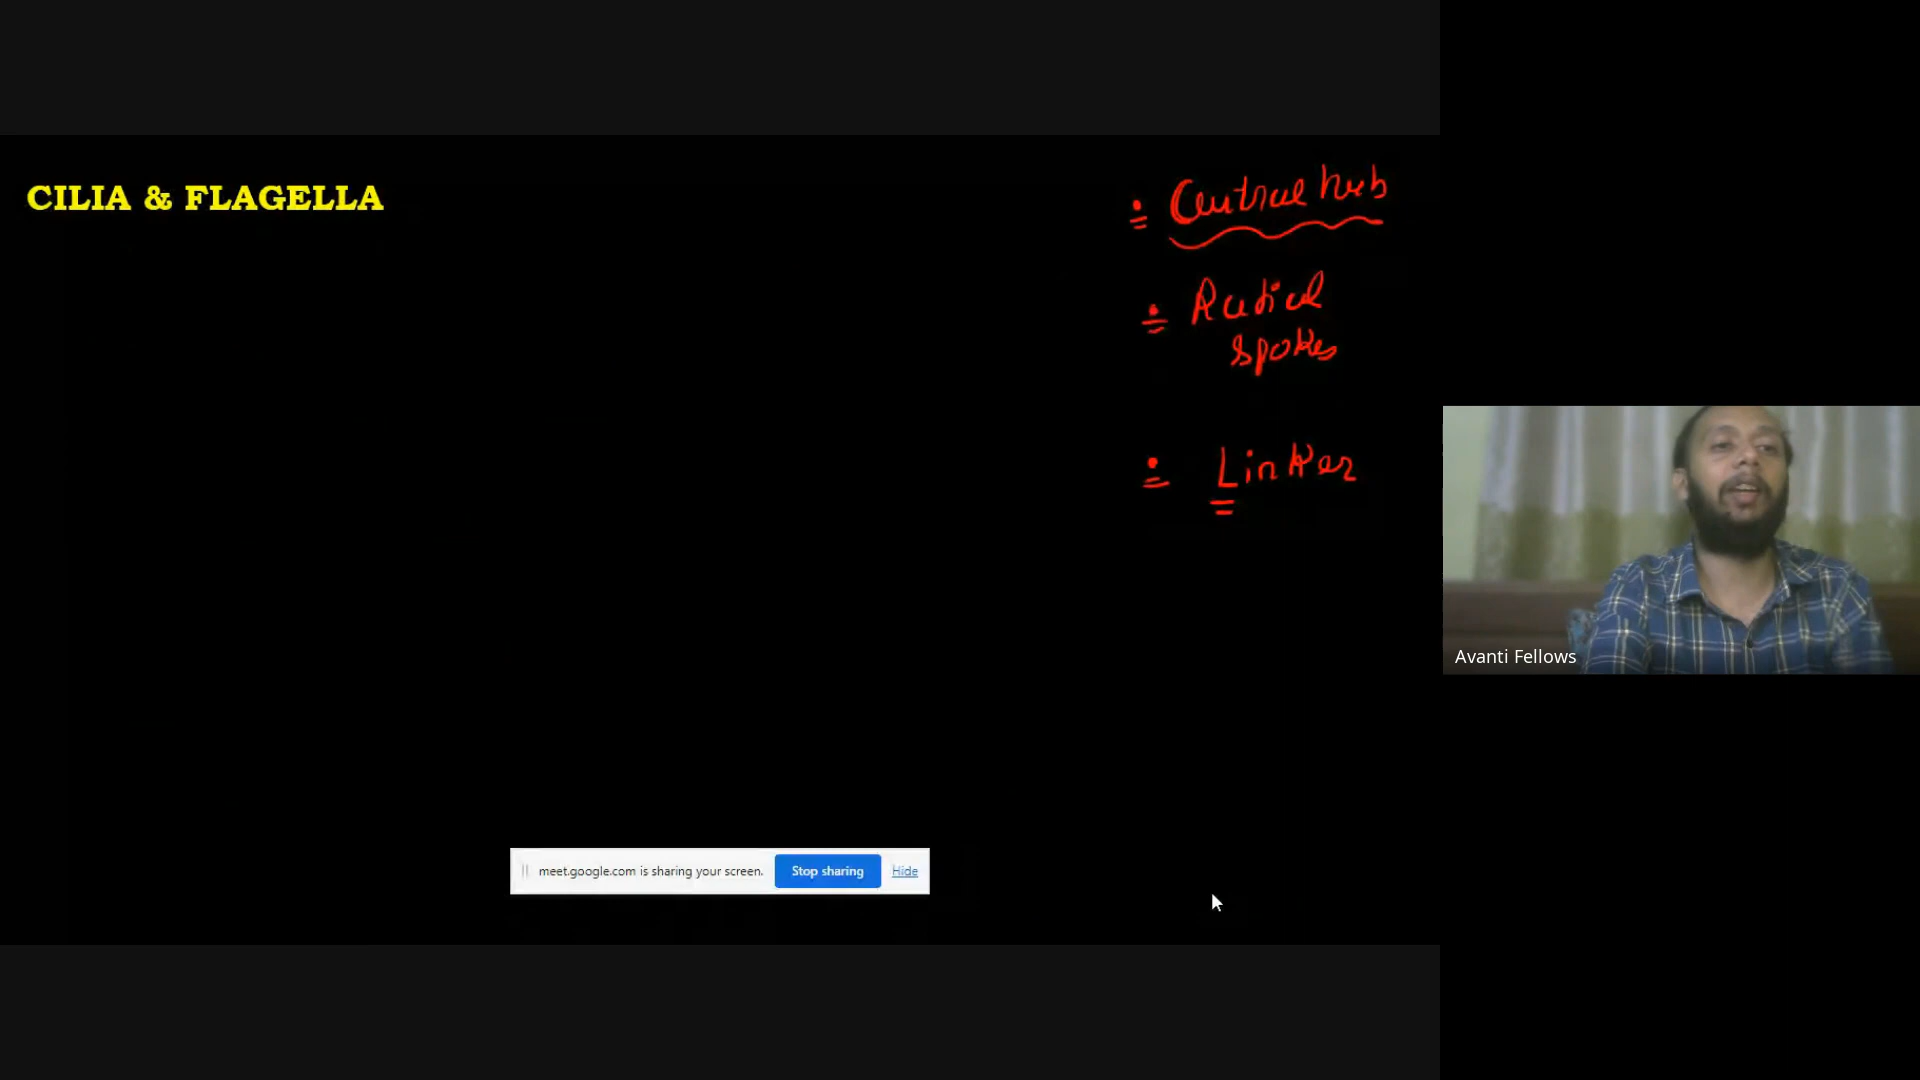 CILIA & FLAGELLA
Central hub
Radial
spokes
Linker
Avanti Fellows
meet.google.com is sharing your screen.
Stop sharing
Hide